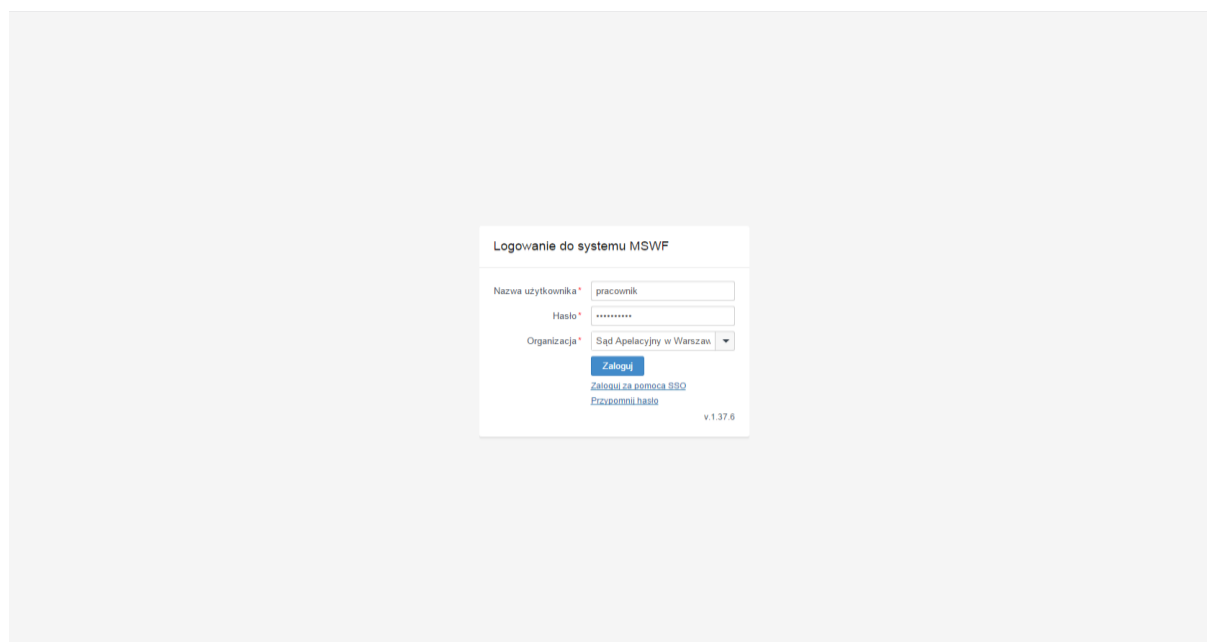 Logowanie do systemu MSWF
Nazwa użytkownika* pracownik
Hasło* ••••••••••
Organizacja* Sąd Apelacyjny w Warszaw
Zaloguj
Zaloguj za pomocą SSO
Przypomnij hasło
v.1.37.6